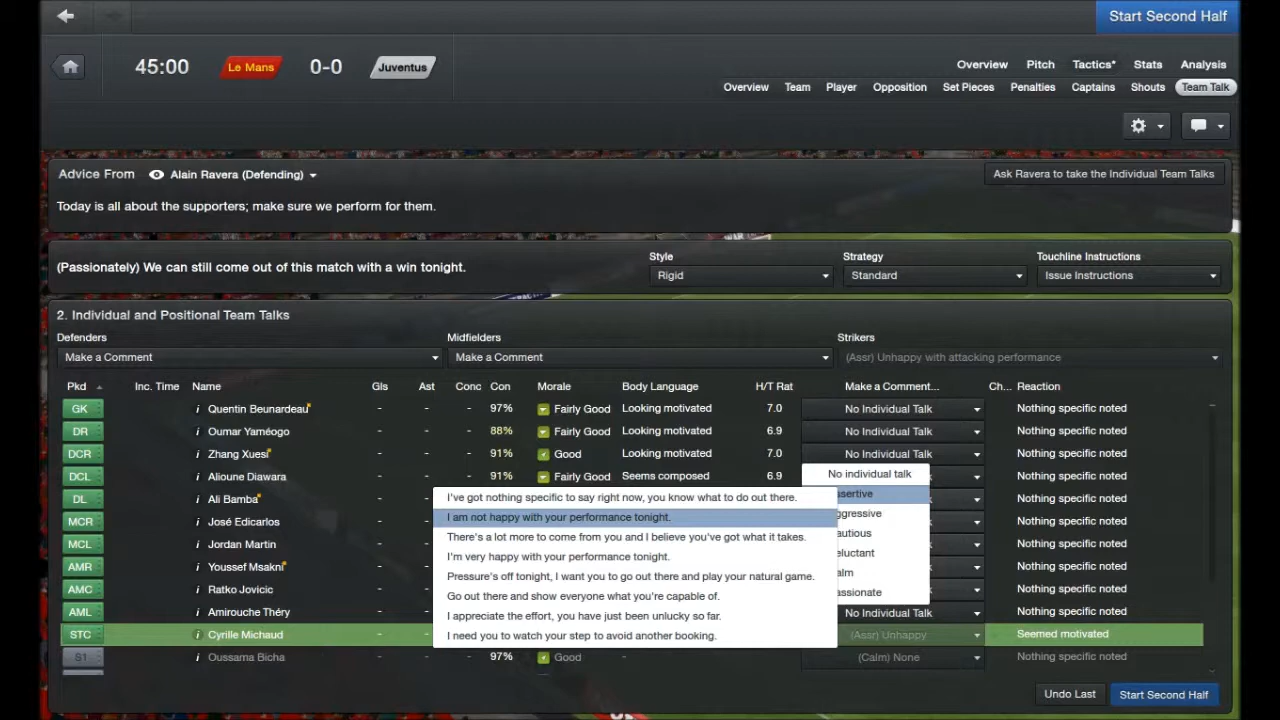 Start Second Half
45:00 Le Mans 0-0 Juventus
Overview Pitch Tactics* Stats Analysis
Overview Team Player Opposition Set Pieces Penalties Captains Shouts Team Talk
Advice From Alain Ravera (Defending) Ask Ravera to take the Individual Team Talks
Today is all about the supporters; make sure we perform for them.
Style Strategy Touchline Instructions
(Passionately) We can still come out of this match with a win tonight.
Rigid Standard Issue Instructions
2. Individual and Positional Team Talks
Defenders Midfielders Strikers
Make a Comment Make a Comment (Assr) Unhappy with attacking performance
Pkd Inc. Time Name Gls Ast Conc Con Morale Body Language H/T Rat Make a Comment... Ch... Reaction
GK i Quentin Beunardeau - - - 97% Fairly Good Looking motivated 7.0 No Individual Talk Nothing specific noted
DR i Oumar Yaméogo - - - 88% Fairly Good Looking motivated 6.9 No Individual Talk Nothing specific noted
DCR i Zhang Xuesi - - - 91% Good Looking motivated 7.0 No Individual Talk Nothing specific noted
DCL i Alioune Diawara - - - 91% Fairly Good Seems composed 6.9 No individual talk Nothing specific noted
DL i Ali Bamba - I've got nothing specific to say right now, you know what to do out there. ssertive Nothing specific noted
MCR i José Edicarlos - I am not happy with your performance tonight. ggressive Nothing specific noted
MCL i Jordan Martin - There's a lot more to come from you and I believe you've got what it takes. autious Nothing specific noted
AMR i Youssef Msakni - I'm very happy with your performance tonight. eluctant Nothing specific noted
Pressure's off tonight, I want you to go out there and play your natural game. alm
AMC i Ratko Jovicic - Go out there and show everyone what you're capable of. assionate Nothing specific noted
AML i Amirouche Théry - I appreciate the effort, you have just been unlucky so far. No Individual Talk Nothing specific noted
STC i Cyrille Michaud - I need you to watch your step to avoid another booking. (Assr) Unhappy Seemed motivated
S1 i Oussama Bicha - - - 97% Good - (Calm) None Nothing specific noted
Undo Last Start Second Half